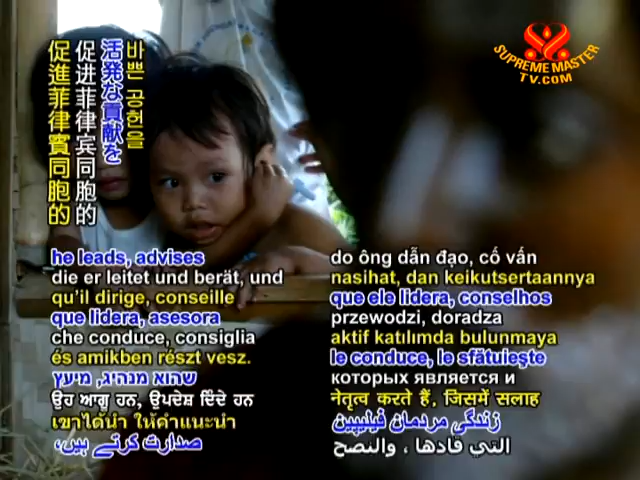 促進菲律賓同胞的
促进菲律宾同胞的
活発な貢献を
바쁜 공헌을
SUPREME MASTER
TV.COM
he leads, advises
die er leitet und berät, und
qu'il dirige, conseille
que lidera, asesora
che conduce, consiglia
és amikben részt vesz.
שהוא מנהיג, מיעץ
ਉਹ ਆਗੂ ਹਨ, ਉਪਦੇਸ਼ ਦਿੰਦੇ ਹਨ
เขาได้นำ ให้คำแนะนำ
صدارت کرتے ہیں،
do ông dẫn đạo, cố vấn
nasihat, dan keikutsertaannya
que ele lidera, conselhos
przewodzi, doradza
aktif katılımda bulunmaya
le conduce, le sfătuieşte
которых является и
नेतृत्व करते हैं. जिसमें सलाह
زندگی مردمان فیلیپین
التي قادها ، والنصح